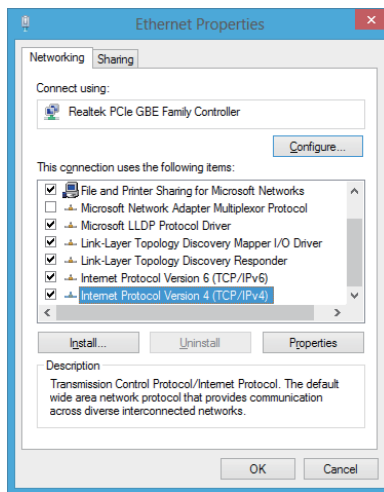 Ethernet Properties
Networking
Sharing
Connect using:
Realtek PCIe GBE Family Controller
Configure...
This connection uses the following items:
File and Printer Sharing for Microsoft Networks
Microsoft Network Adapter Multiplexor Protocol
Microsoft LLDP Protocol Driver
Link-Layer Topology Discovery Mapper I/O Driver
Link-Layer Topology Discovery Responder
Internet Protocol Version 6 (TCP/IPv6)
Internet Protocol Version 4 (TCP/IPv4)
Install...
Uninstall
Properties
Description
Transmission Control Protocol/Internet Protocol. The default
wide area network protocol that provides communication
across diverse interconnected networks.
OK
Cancel